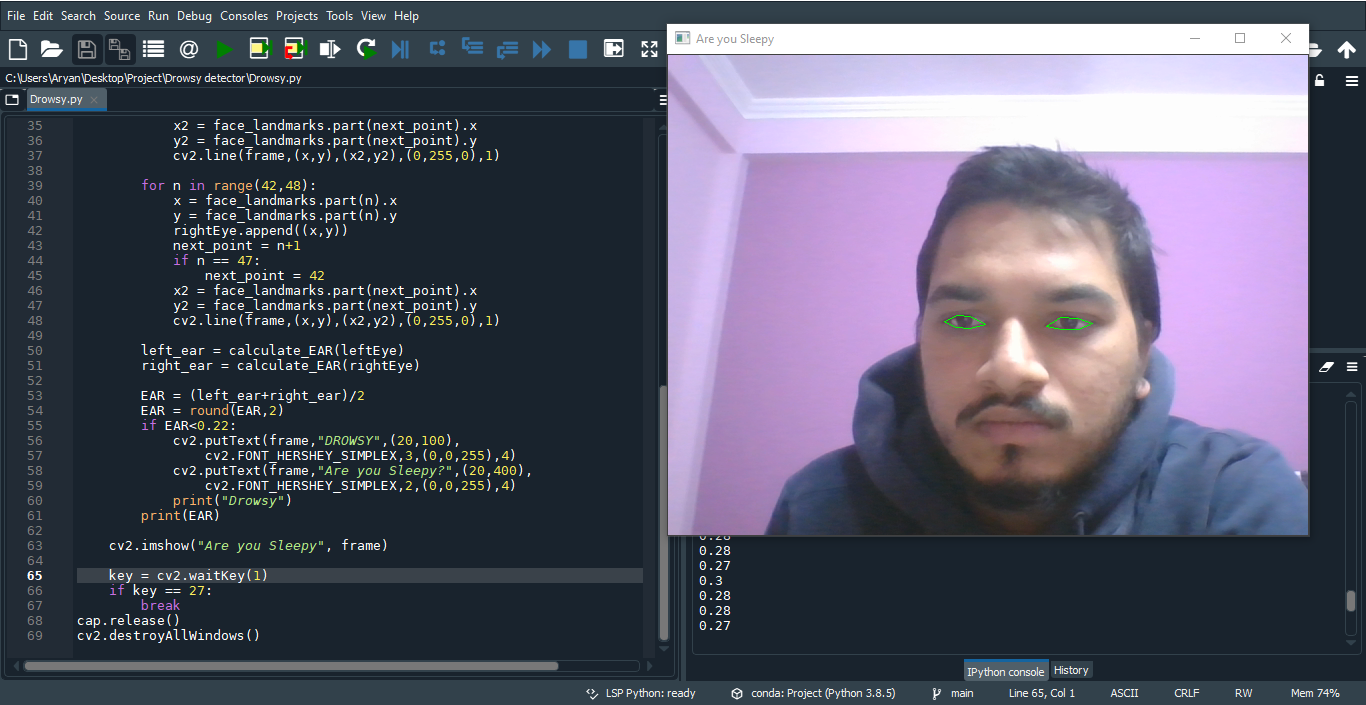 File Edit Search Source Run Debug Consoles Projects Tools View Help
C:\Users\Aryan\Desktop\Project\Drowsy detector\Drowsy.py
Drowsy.py
35 x2 = face_landmarks.part(next_point).x
36 y2 = face_landmarks.part(next_point).y
37 cv2.line(frame,(x,y),(x2,y2),(0,255,0),1)
38
39 for n in range(42,48):
40 x = face_landmarks.part(n).x
41 y = face_landmarks.part(n).y
42 rightEye.append((x,y))
43 next_point = n+1
44 if n == 47:
45 next_point = 42
46 x2 = face_landmarks.part(next_point).x
47 y2 = face_landmarks.part(next_point).y
48 cv2.line(frame,(x,y),(x2,y2),(0,255,0),1)
49
50 left_ear = calculate_EAR(leftEye)
51 right_ear = calculate_EAR(rightEye)
52
53 EAR = (left_ear+right_ear)/2
54 EAR = round(EAR,2)
55 if EAR<0.22:
56 cv2.putText(frame,"DROWSY",(20,100),
57 cv2.FONT_HERSHEY_SIMPLEX,3,(0,0,255),4)
58 cv2.putText(frame,"Are you Sleepy?",(20,400),
59 cv2.FONT_HERSHEY_SIMPLEX,2,(0,0,255),4)
60 print("Drowsy")
61 print(EAR)
62
63 cv2.imshow("Are you Sleepy", frame)
64
65 key = cv2.waitKey(1)
66 if key == 27:
67 break
68 cap.release()
69 cv2.destroyAllWindows()
Are you Sleepy
0.28
0.28
0.27
0.3
0.28
0.28
0.27
IPython console History
LSP Python: ready conda: Project (Python 3.8.5) main Line 65, Col 1 ASCII CRLF RW Mem 74%